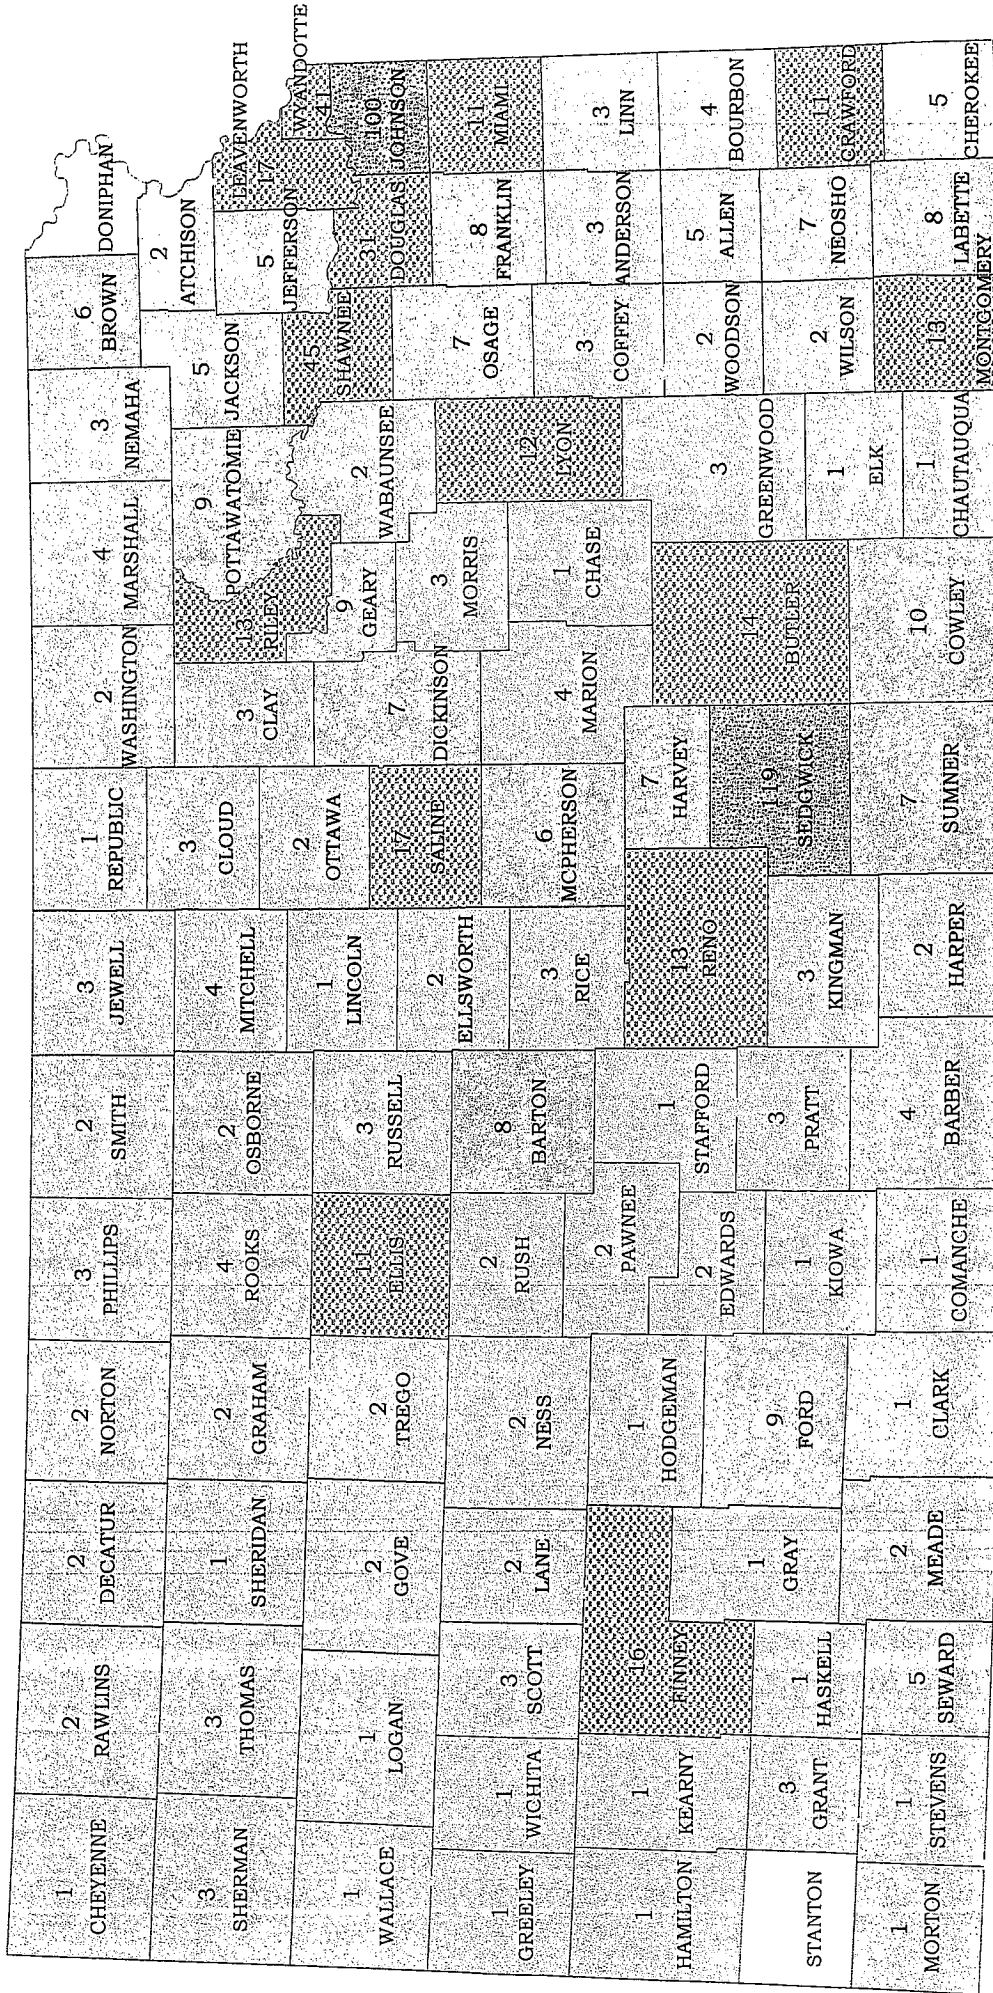 1
CHEYENNE
2
RAWLINS
2
DECATUR
2
NORTON
3
PHILLIPS
2
SMITH
3
JEWELL
1
REPUBLIC
2
WASHINGTON
4
MARSHALL
3
NEMAHA
6
BROWN
DONIPHAN
3
SHERMAN
3
THOMAS
1
SHERIDAN
2
GRAHAM
4
ROOKS
2
OSBORNE
4
MITCHELL
3
CLOUD
3
CLAY
13
RILEY
9
POTTAWATOMIE
5
JACKSON
2
ATCHISON
5
JEFFERSON
17
LEAVENWORTH
41
WYANDOTTE
1
WALLACE
1
LOGAN
2
GOVE
2
TREGO
11
ELLIS
3
RUSSELL
1
LINCOLN
2
OTTAWA
7
DICKINSON
9
GEARY
2
WABAUNSEE
45
SHAWNEE
31
DOUGLAS
100
JOHNSON
17
SALINE
2
ELLSWORTH
3
MORRIS
7
OSAGE
8
FRANKLIN
11
MIAMI
1
GREELEY
1
WICHITA
3
SCOTT
2
LANE
2
NESS
2
RUSH
8
BARTON
3
RICE
6
MCPHERSON
4
MARION
1
CHASE
12
LYON
3
COFFEY
3
ANDERSON
3
LINN
1
HAMILTON
1
KEARNY
16
FINNEY
1
HODGEMAN
2
PAWNEE
1
STAFFORD
13
RENO
7
HARVEY
14
BUTLER
3
GREENWOOD
2
WOODSON
5
ALLEN
4
BOURBON
1
GRAY
9
FORD
2
EDWARDS
3
PRATT
3
KINGMAN
119
SEDGWICK
1
ELK
2
WILSON
7
NEOSHO
11
CRAWFORD
STANTON
3
GRANT
1
HASKELL
1
KIOWA
1
MORTON
1
STEVENS
5
SEWARD
2
MEADE
1
CLARK
1
COMANCHE
4
BARBER
2
HARPER
7
SUMNER
10
COWLEY
1
CHAUTAUQUA
13
MONTGOMERY
8
LABETTE
5
CHEROKEE